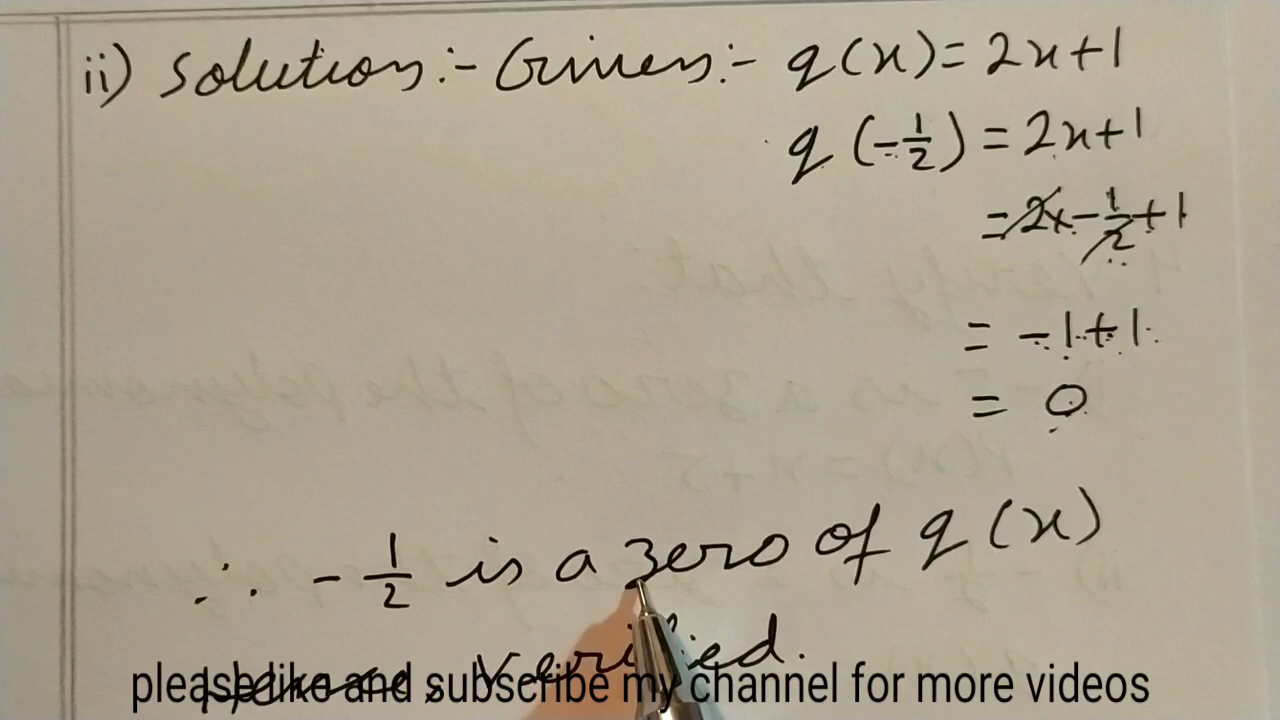 ii) Solution:- Given:- q(x) = 2x+1
q(-1/2) = 2x+1
= 2x-1/2+1
= -1+1
= 0
∴ -1/2 is a zero of q(x)
Hence, Verified.
please like and subscribe my channel for more videos